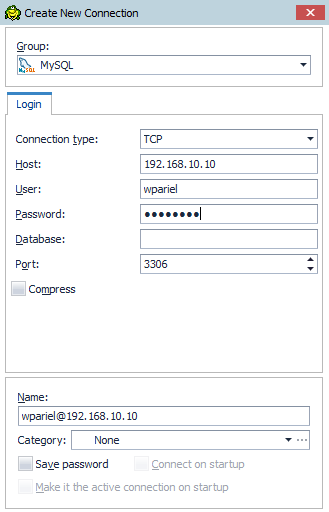 Create New Connection
Group:
MySQL
Login
Connection type: TCP
Host: 192.168.10.10
User: wpariel
Password: ●●●●●●●●
Database:
Port: 3306
Compress
Name:
wpariel@192.168.10.10
Category: None
Save password Connect on startup
Make it the active connection on startup